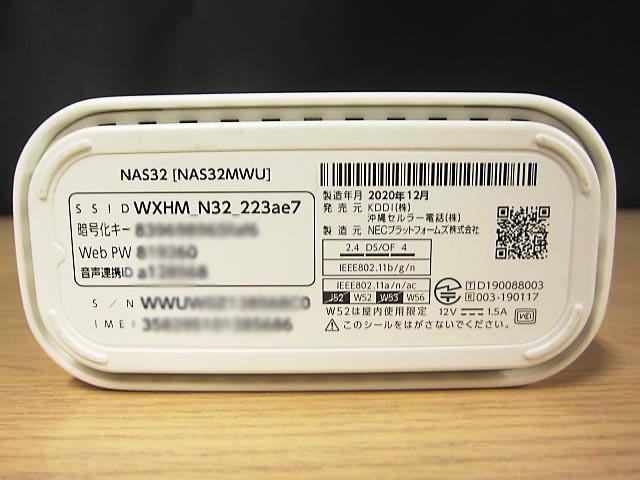 NAS32 [NAS32MWU]
SSID WXHM_N32_223ae7
暗号化キー
Web PW
音声連携ID
S/N WWUW
IMEI
製造年月 2020年12月
発売元 KDDI(株)
沖縄セルラー電話(株)
製造元 NECプラットフォームズ株式会社
2.4 DS/OF 4
IEEE802.11b/g/n
IEEE802.11a/n/ac
J52 W52 W53 W56
W52は屋内使用限定
このシールをはがさないでください。
T D190088003
R 003-190117
12V 1.5A
VCI